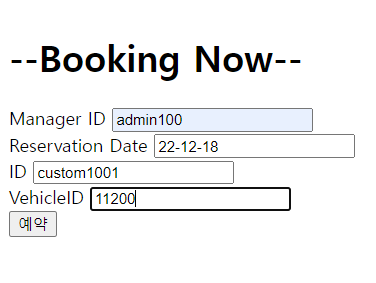 --Booking Now--
Manager ID admin100
Reservation Date 22-12-18
ID custom1001
VehicleID 11200
예약